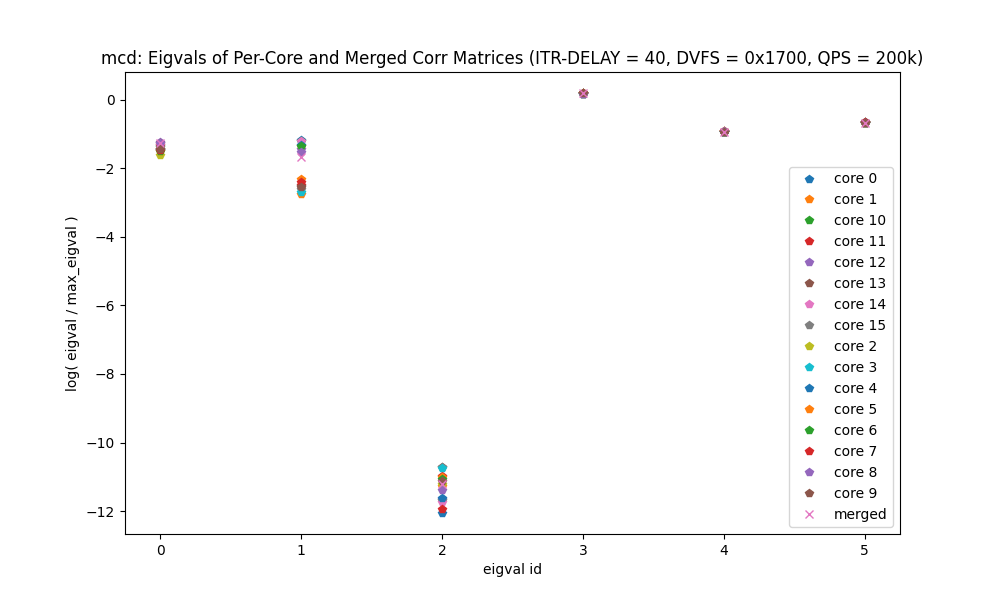 mcd: Eigvals of Per-Core and Merged Corr Matrices (ITR-DELAY = 40, DVFS = 0x1700, QPS = 200k)
0
−2
−4
−6
−8
−10
−12
log( eigval / max_eigval )
core 0
core 1
core 10
core 11
core 12
core 13
core 14
core 15
core 2
core 3
core 4
core 5
core 6
core 7
core 8
core 9
merged
0 1 2 3 4 5
eigval id